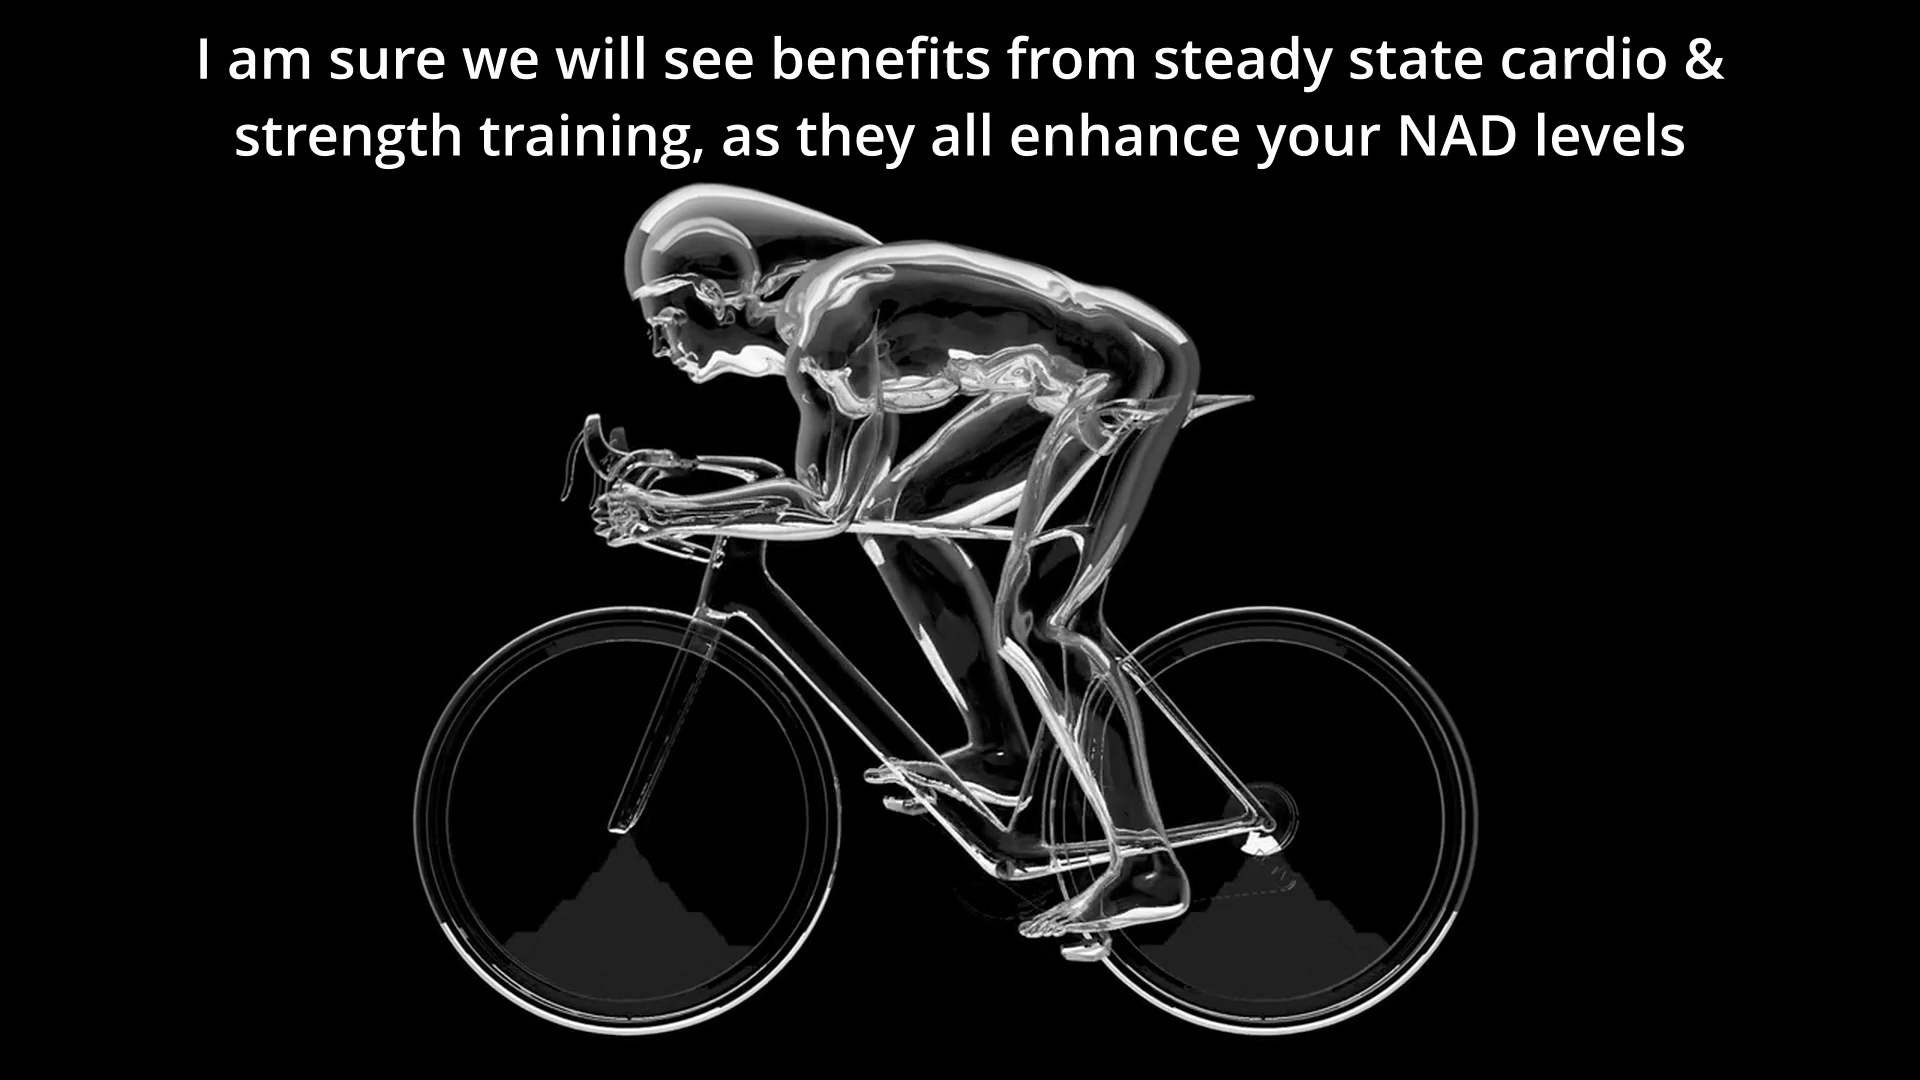 I am sure we will see benefits from steady state cardio &
strength training, as they all enhance your NAD levels